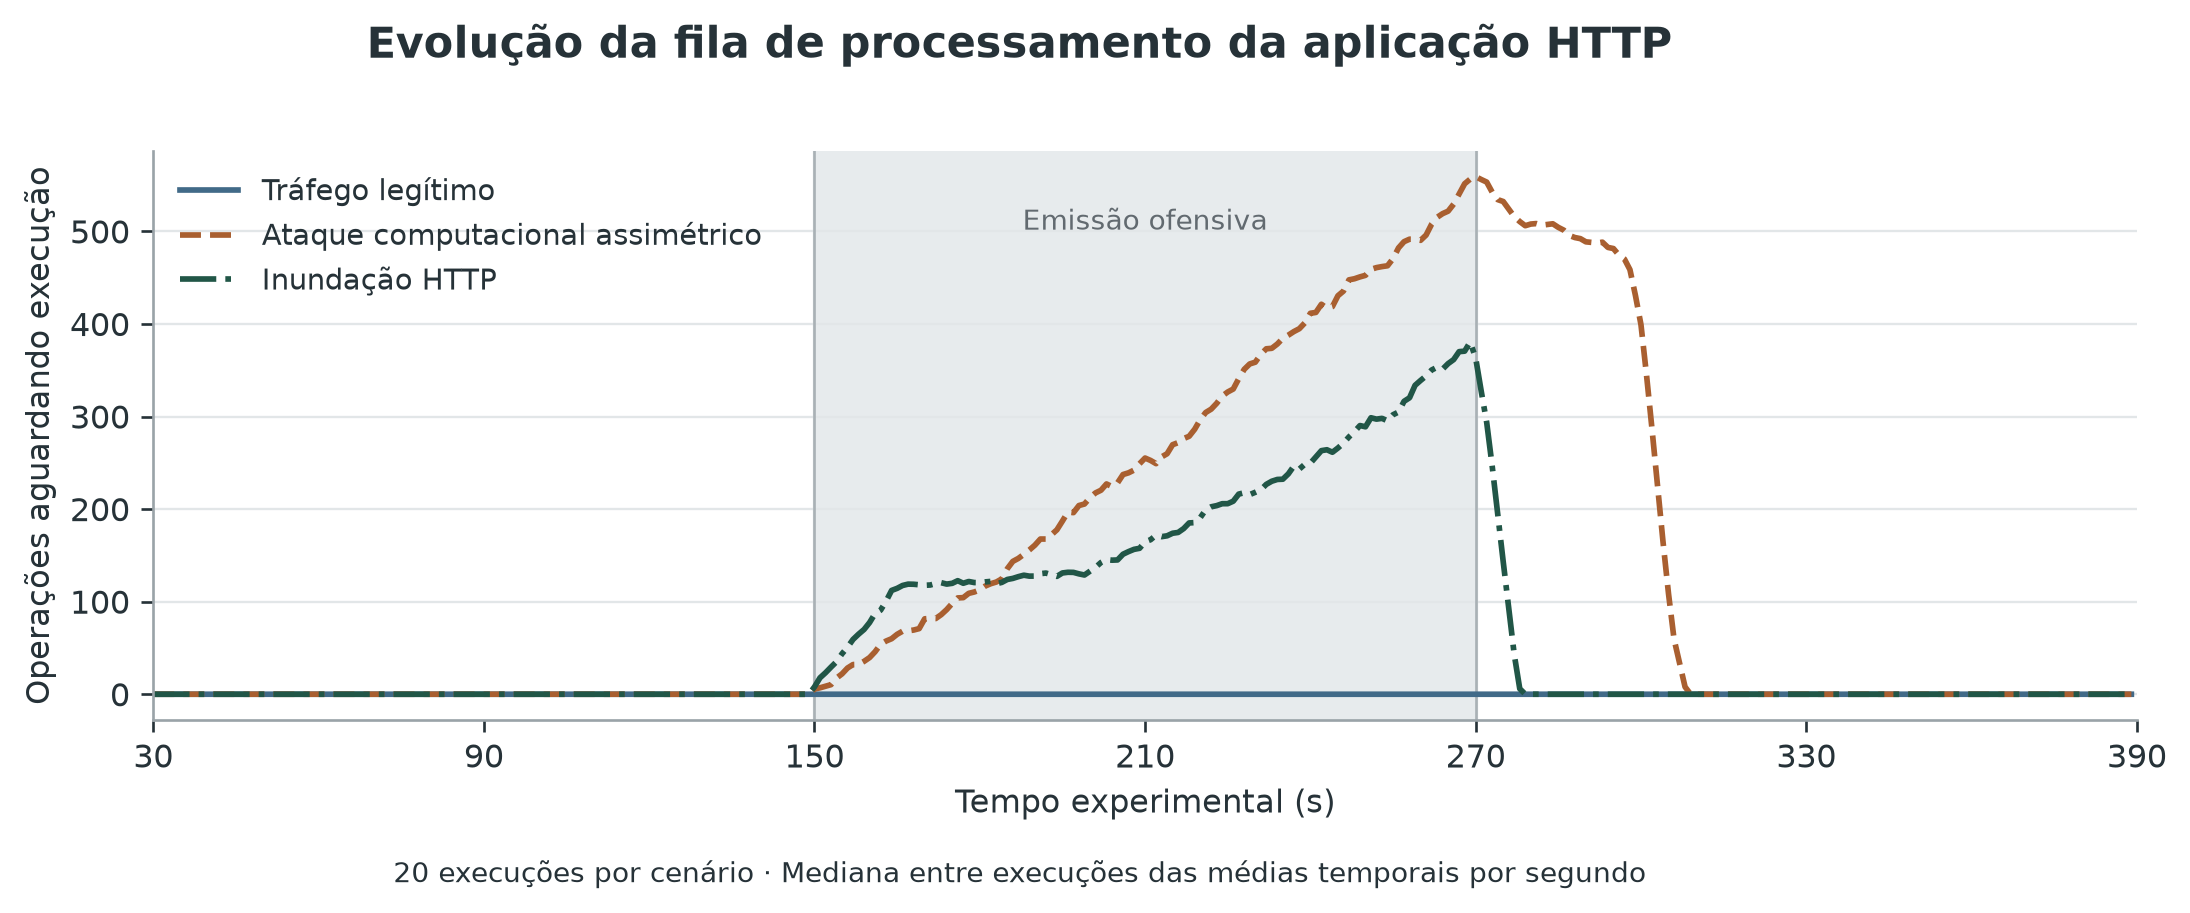 Evolução da fila de processamento da aplicação HTTP
Operações aguardando execução
Tráfego legítimo
Ataque computacional assimétrico
Inundação HTTP
Emissão ofensiva
500
400
300
200
100
0
30 90 150 210 270 330 390
Tempo experimental (s)
20 execuções por cenário · Mediana entre execuções das médias temporais por segundo